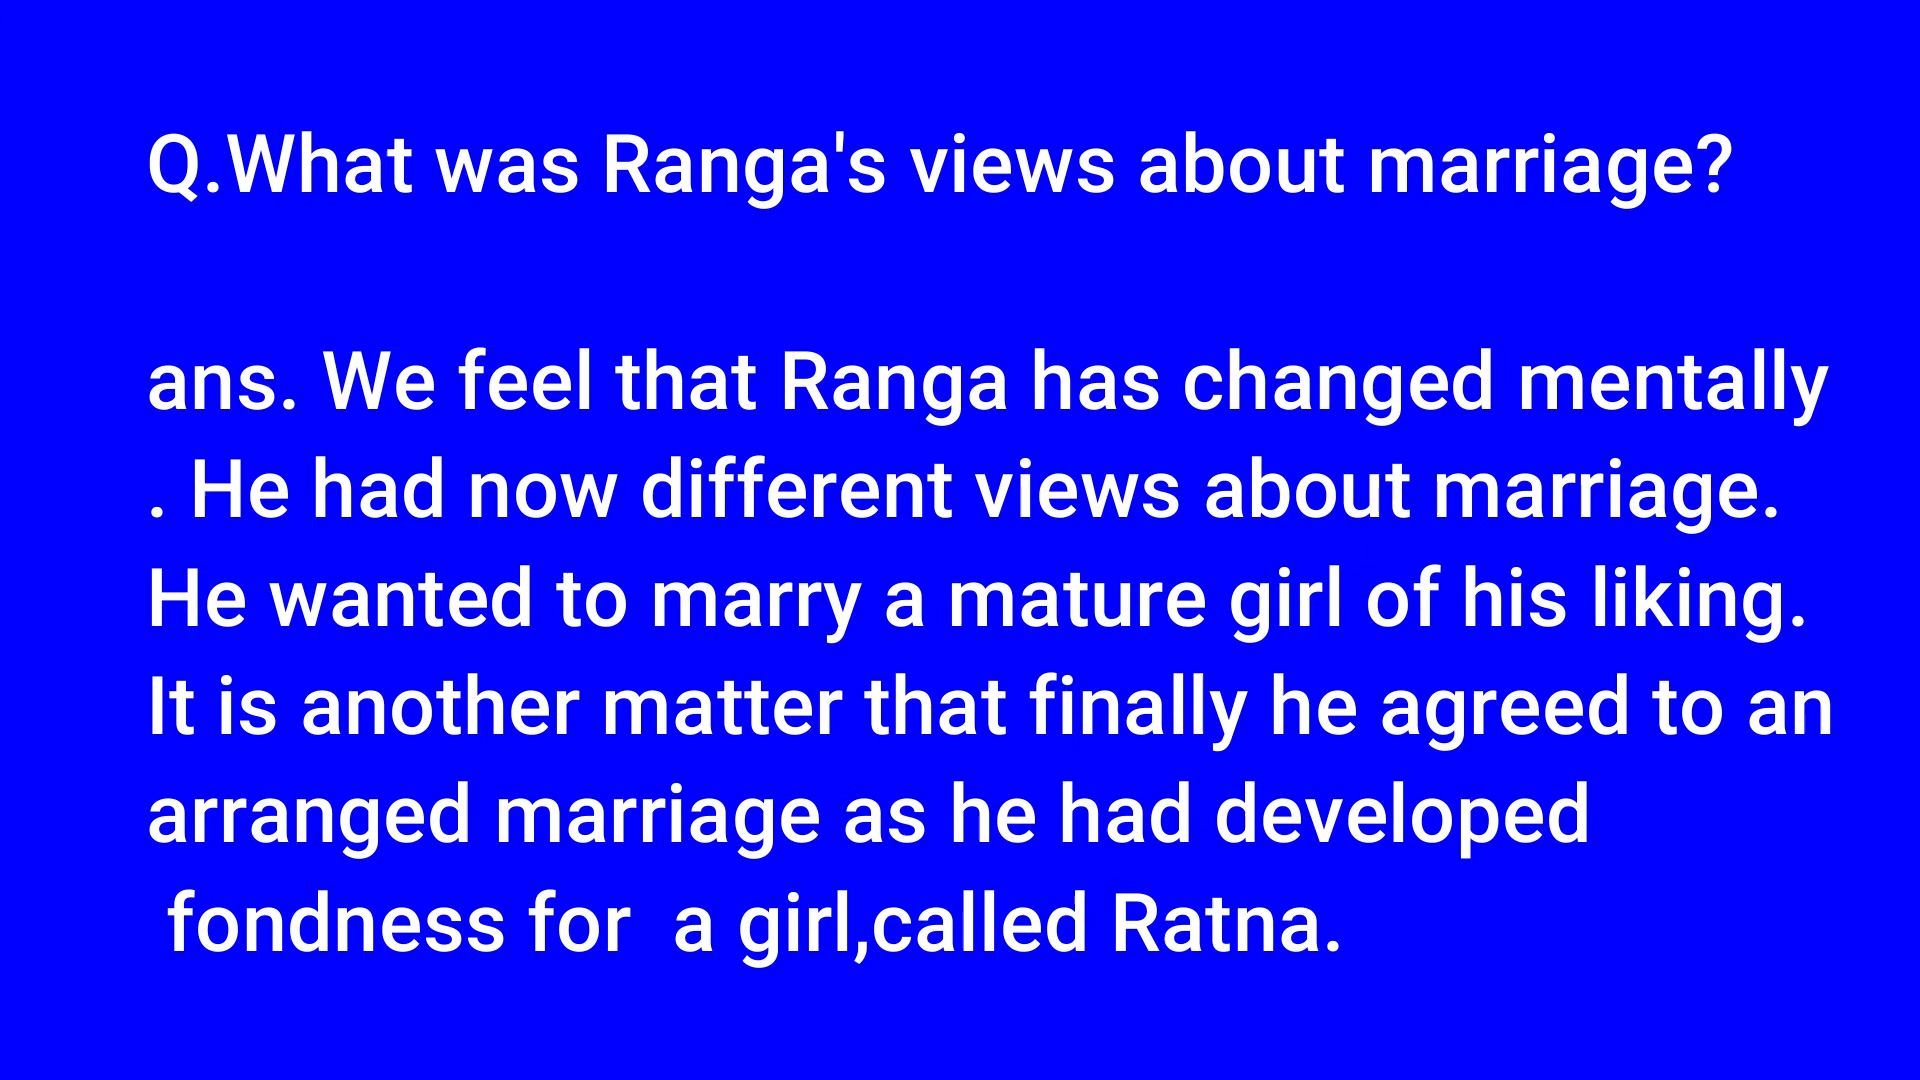 Q.What was Ranga's views about marriage?
ans. We feel that Ranga has changed mentally
. He had now different views about marriage.
He wanted to marry a mature girl of his liking.
It is another matter that finally he agreed to an
arranged marriage as he had developed
fondness for  a girl,called Ratna.